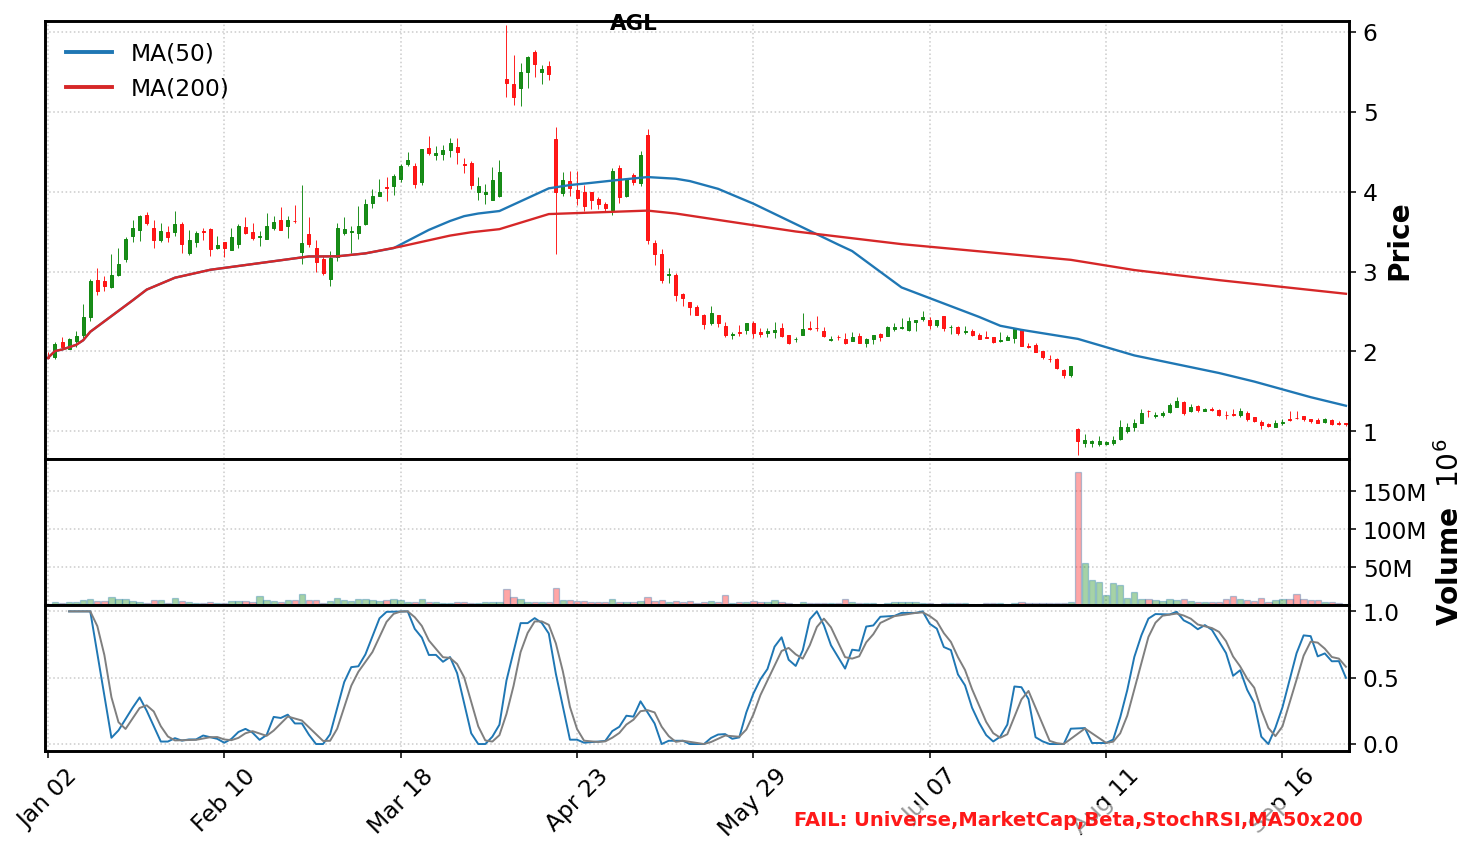 AGL
MA(50)
MA(200)
6
5
4
3
2
1
Price
150M
100M
50M
Volume 10^6
1.0
0.5
0.0
Jan 02
Feb 10
Mar 18
Apr 23
May 29
Jul 07
Aug 11
Sep 16
FAIL: Universe,MarketCap,Beta,StochRSI,MA50x200